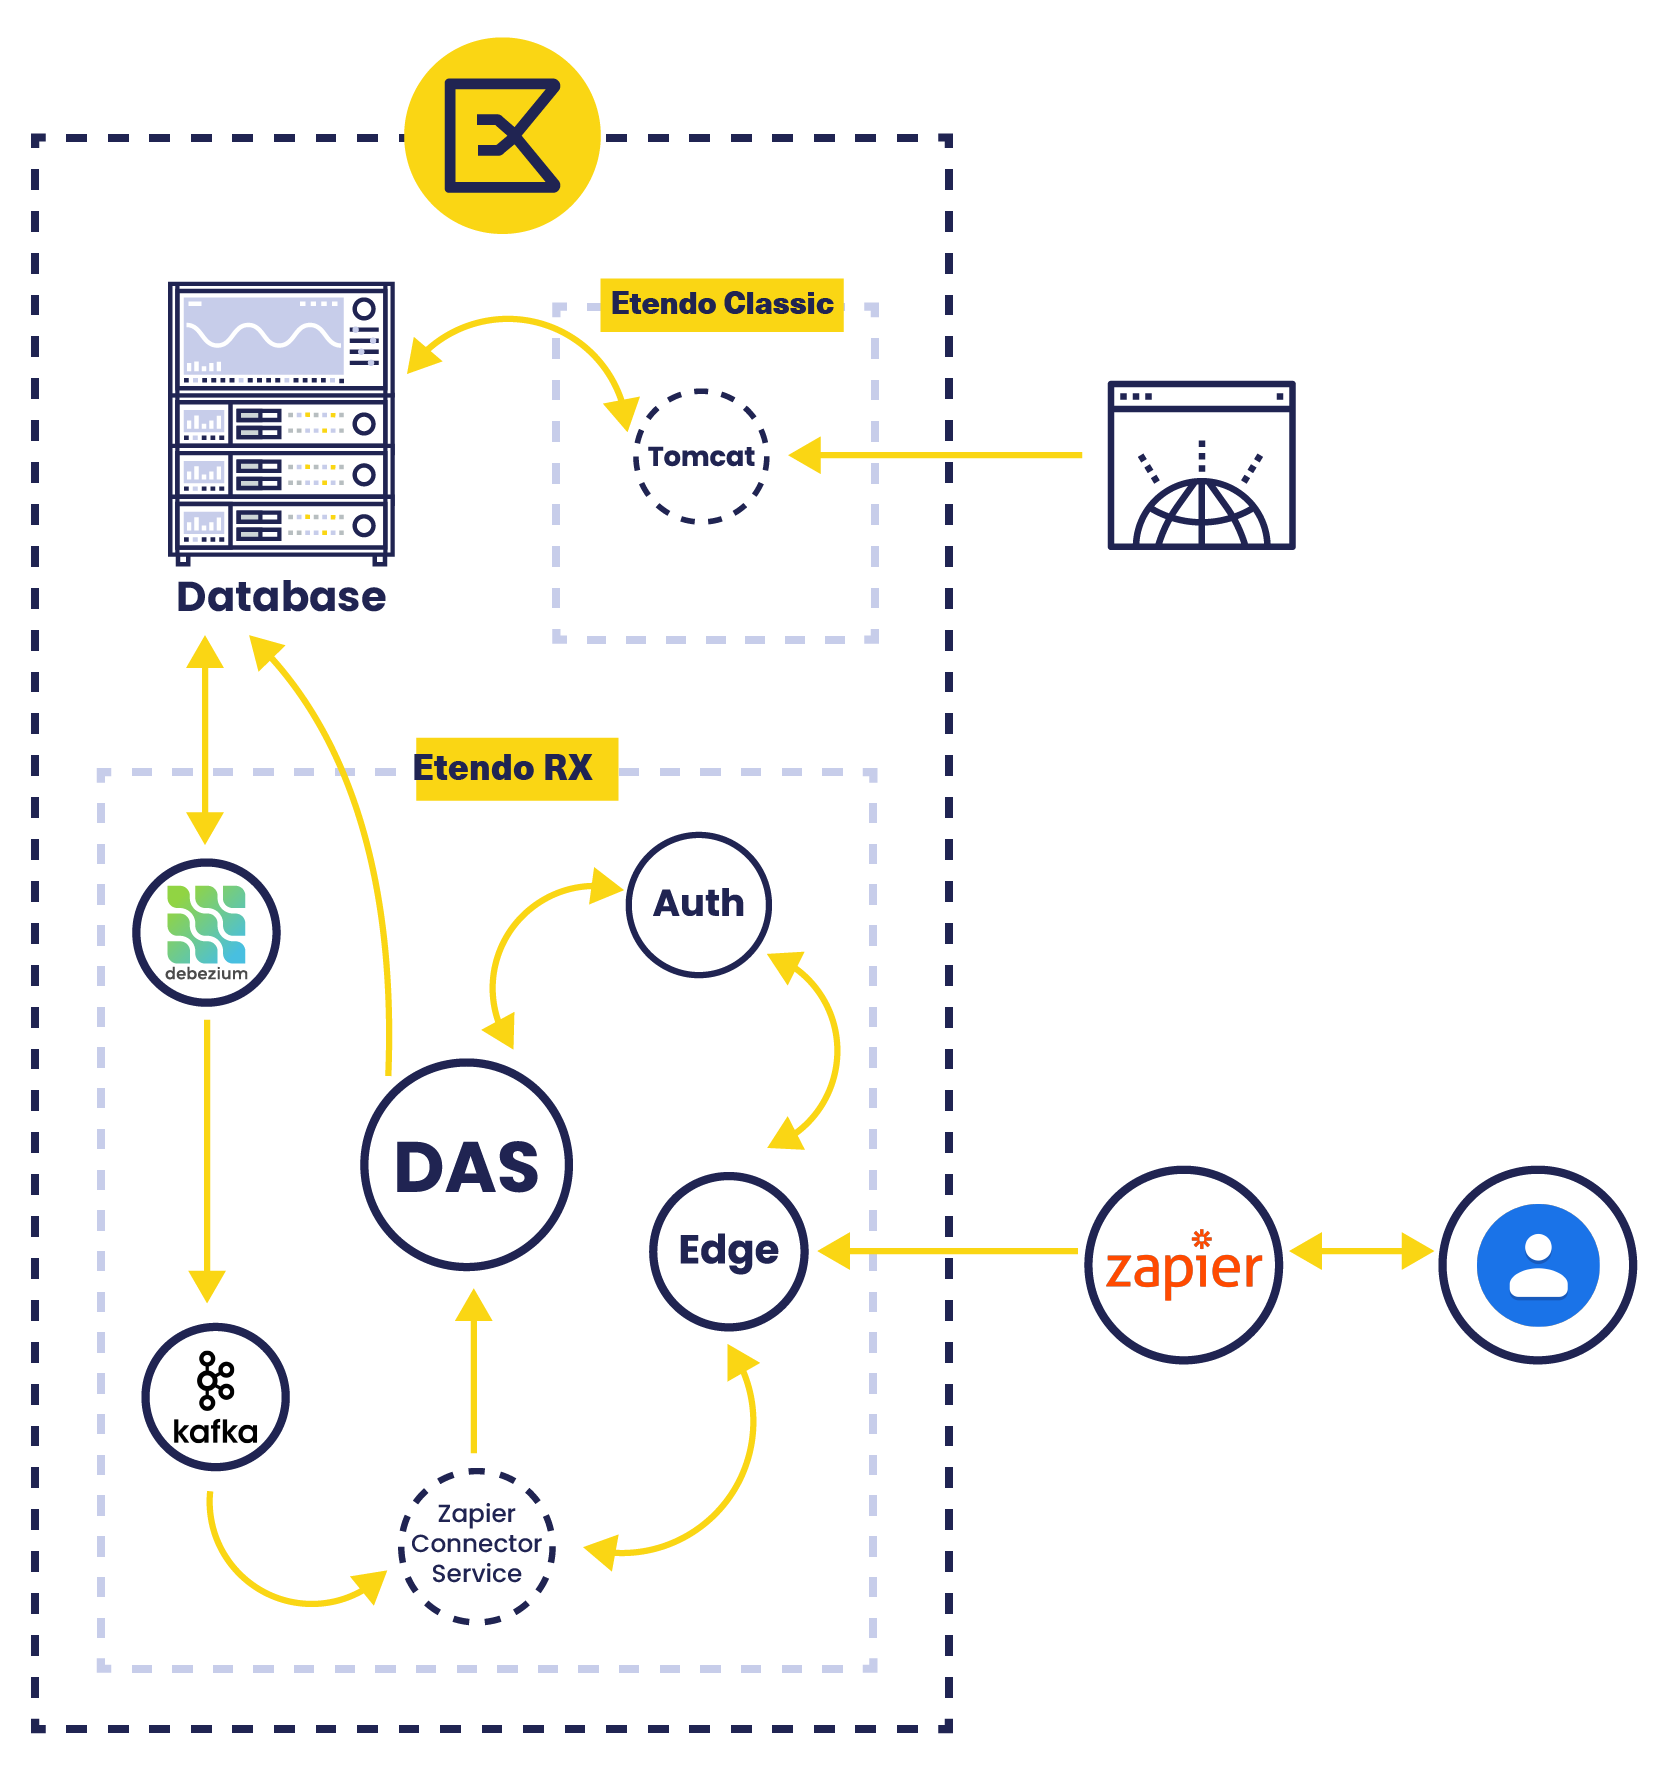 Etendo Classic
Tomcat
Database
Etendo RX
Auth
debezium
DAS
Edge
zapier
kafka
Zapier
Connector
Service